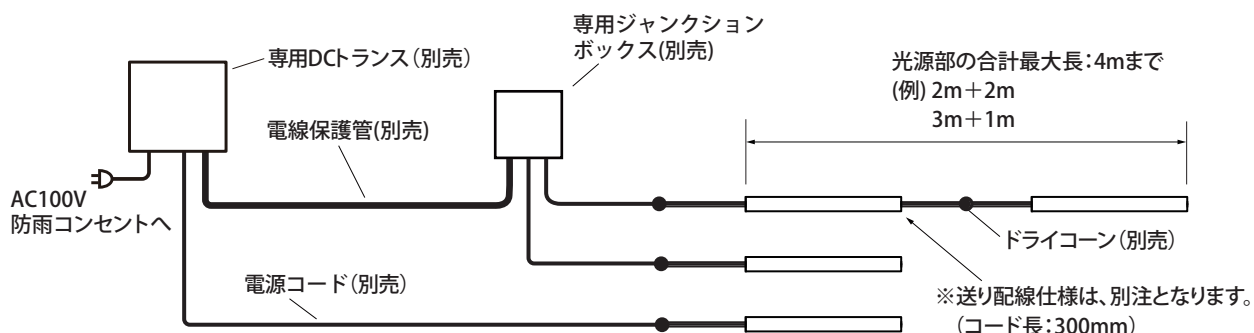 専用DCトランス（別売）
専用ジャンクション
ボックス(別売)
光源部の合計最大長：4mまで
(例) 2m＋2m
3m＋1m
電線保護管(別売)
AC100V
防雨コンセントへ
ドライコーン（別売）
電源コード（別売）
※送り配線仕様は、別注となります。
（コード長：300mm）